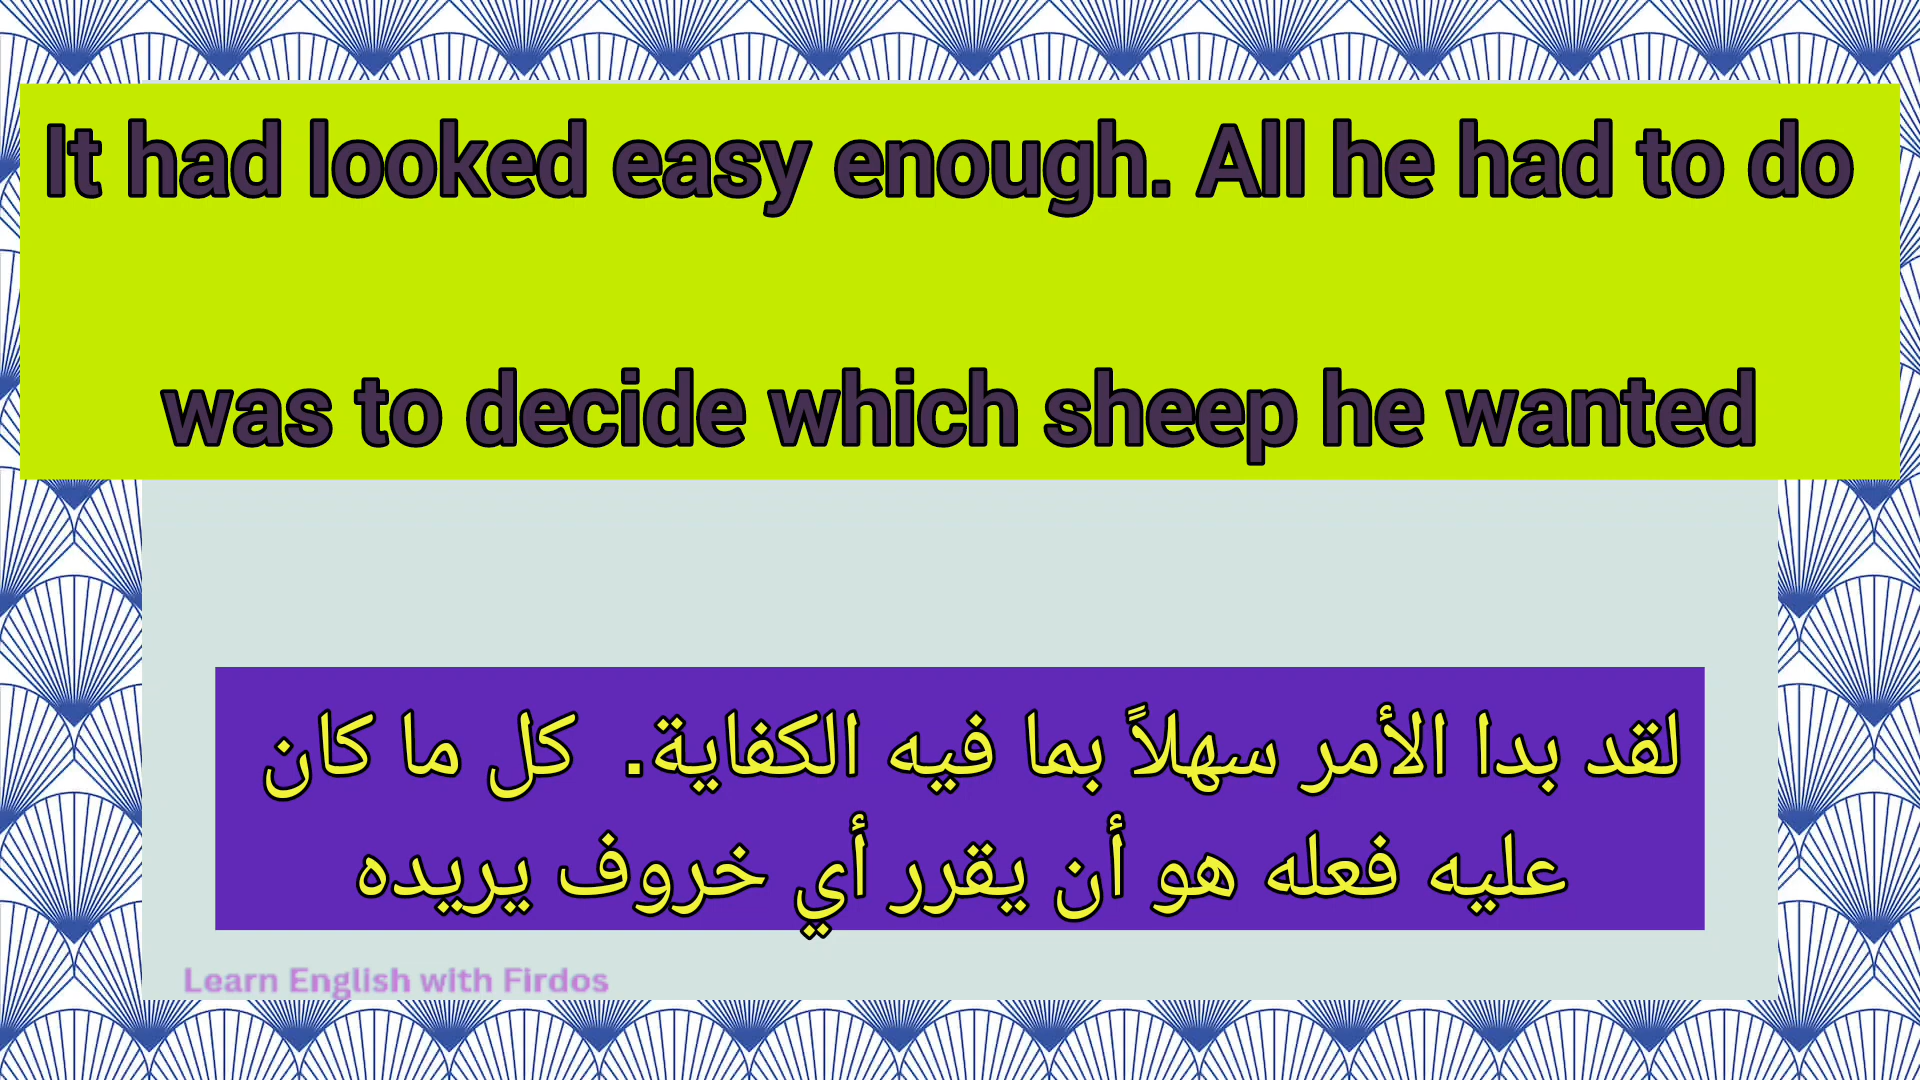 It had looked easy enough. All he had to do
was to decide which sheep he wanted
لقد بدا الأمر سهلاً بما فيه الكفاية. كل ما كان
عليه فعله هو أن يقرر أي خروف يريده
Learn English with Firdos